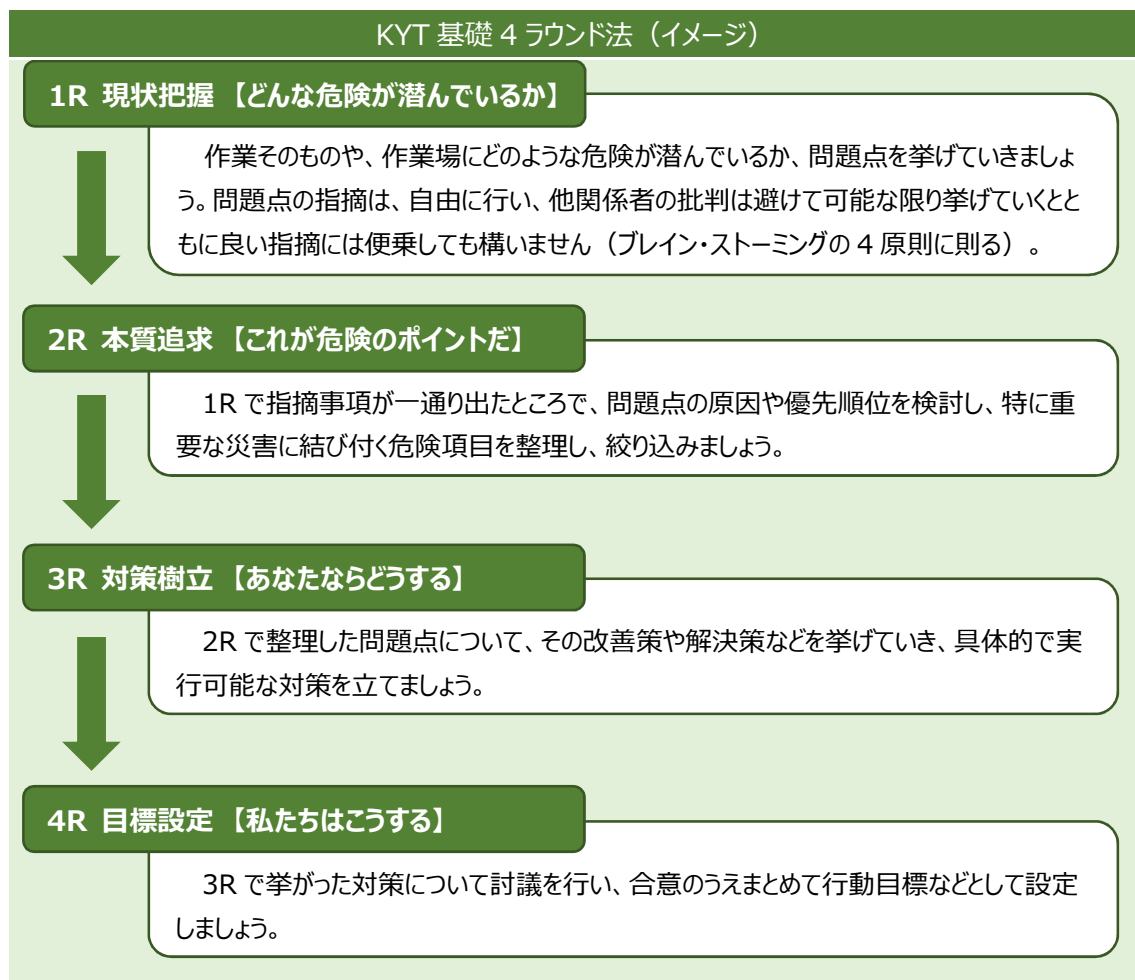 KYT 基礎 4 ラウンド法（イメージ）
1R 現状把握 【どんな危険が潜んでいるか】
作業そのものや、作業場にどのような危険が潜んでいるか、問題点を挙げていきましょ
う。問題点の指摘は、自由に行い、他関係者の批判は避けて可能な限り挙げていくとと
もに良い指摘には便乗しても構いません（ブレイン・ストーミングの 4 原則に則る）。
2R 本質追求 【これが危険のポイントだ】
1R で指摘事項が一通り出たところで、問題点の原因や優先順位を検討し、特に重
要な災害に結び付く危険項目を整理し、絞り込みましょう。
3R 対策樹立 【あなたならどうする】
2R で整理した問題点について、その改善策や解決策などを挙げていき、具体的で実
行可能な対策を立てましょう。
4R 目標設定 【私たちはこうする】
3R で挙がった対策について討議を行い、合意のうえまとめて行動目標などとして設定
しましょう。